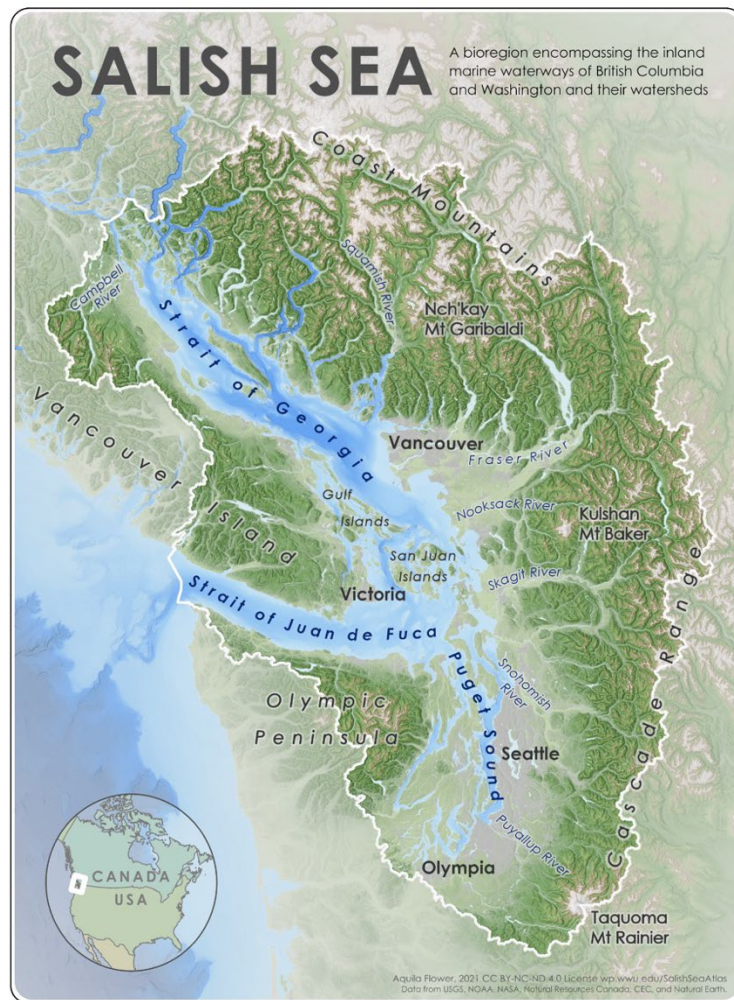 SALISH SEA
A bioregion encompassing the inland
marine waterways of British Columbia
and Washington and their watersheds
Coast Mountains
Campbell
River
Squamish River
Nch'kay
Mt Garibaldi
Strait of Georgia
Vancouver Island
Vancouver
Fraser River
Gulf
Islands
Nooksack River
Kulshan
Mt Baker
San Juan
Islands
Skagit River
Victoria
Strait of Juan de Fuca
Puget Sound
Snohomish
River
Olympic
Peninsula
Seattle
Cascade Range
Puyallup River
Olympia
CANADA
USA
Taquoma
Mt Rainier
Aquila Flower, 2021 CC BY-NC-ND 4.0 License wp.wwu.edu/SalishSeaAtlas
Data from USGS, NOAA, NASA, Natural Resources Canada, CEC, and Natural Earth.